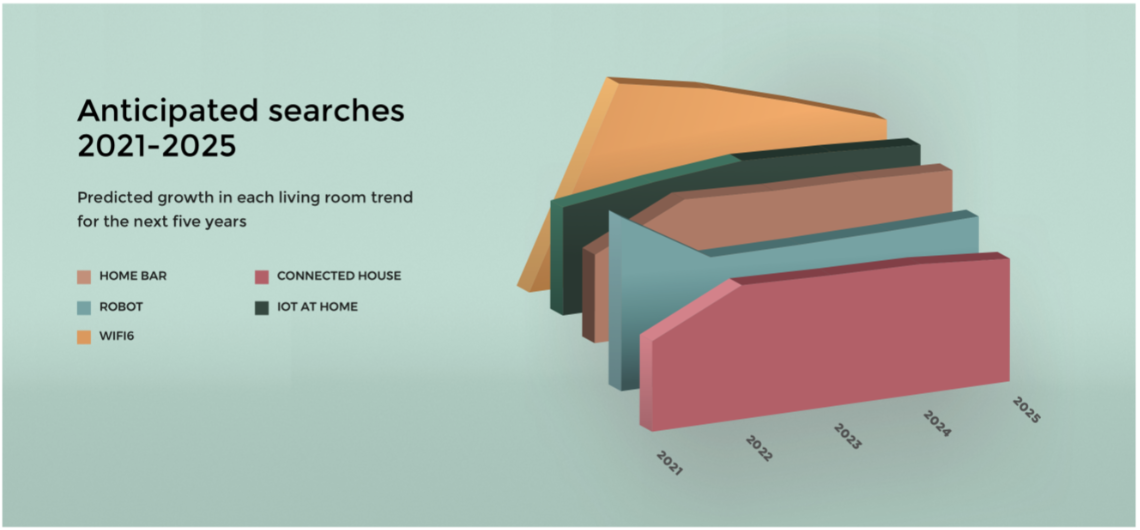 Anticipated searches
2021-2025
Predicted growth in each living room trend
for the next five years
HOME BAR
CONNECTED HOUSE
ROBOT
IOT AT HOME
WIFI6
2021
2022
2023
2024
2025